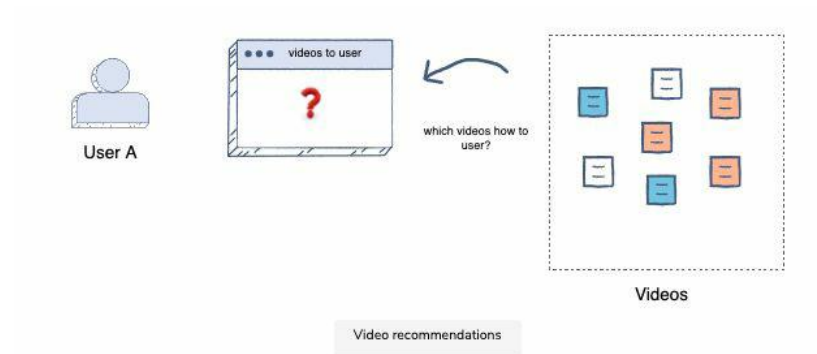 videos to user
?
which videos how to
user?
User A
Videos
Video recommendations